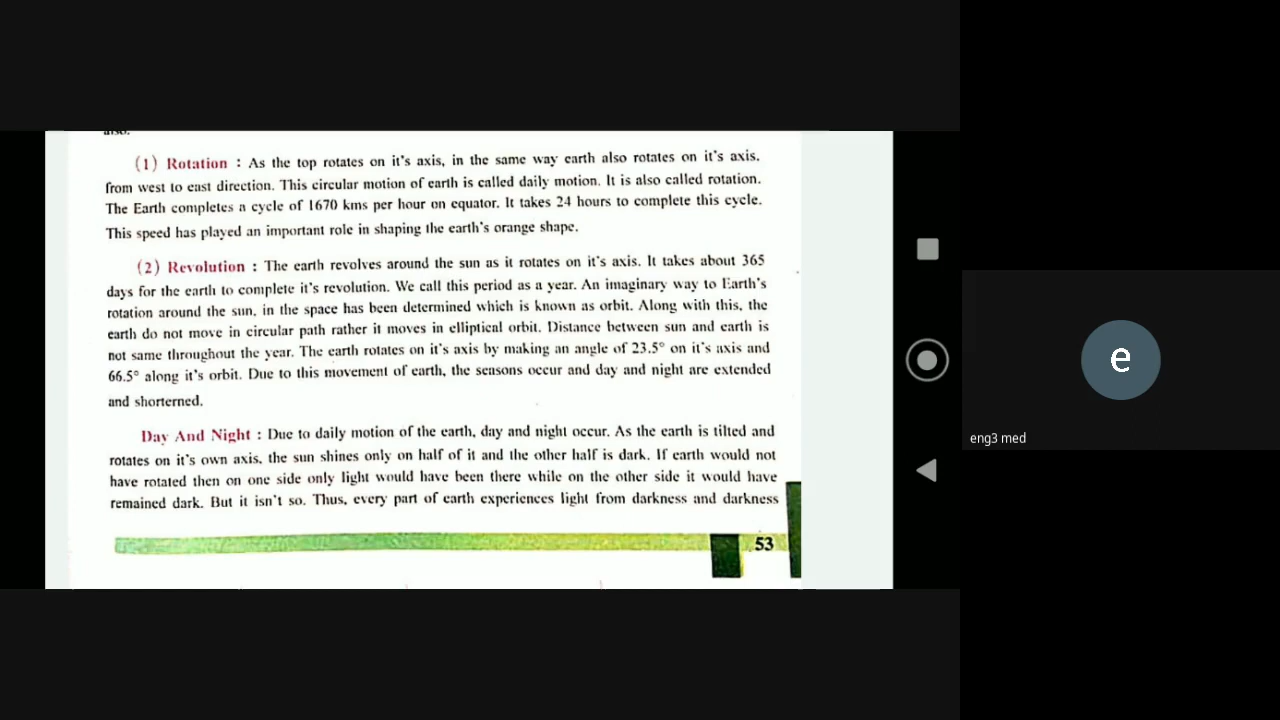 also.
(1) Rotation : As the top rotates on it's axis, in the same way earth also rotates on it's axis.
from west to east direction. This circular motion of earth is called daily motion. It is also called rotation.
The Earth completes a cycle of 1670 kms per hour on equator. It takes 24 hours to complete this cycle.
This speed has played an important role in shaping the earth's orange shape.
(2) Revolution : The earth revolves around the sun as it rotates on it's axis. It takes about 365
days for the earth to complete it's revolution. We call this period as a year. An imaginary way to Earth's
rotation around the sun, in the space has been determined which is known as orbit. Along with this, the
earth do not move in circular path rather it moves in elliptical orbit. Distance between sun and earth is
not same throughout the year. The earth rotates on it's axis by making an angle of 23.5° on it's axis and
66.5° along it's orbit. Due to this movement of earth, the seasons occur and day and night are extended
and shorterned.
Day And Night : Due to daily motion of the earth, day and night occur. As the earth is tilted and
rotates on it's own axis, the sun shines only on half of it and the other half is dark. If earth would not
have rotated then on one side only light would have been there while on the other side it would have
remained dark. But it isn't so. Thus, every part of earth experiences light from darkness and darkness
53
e
eng3 med